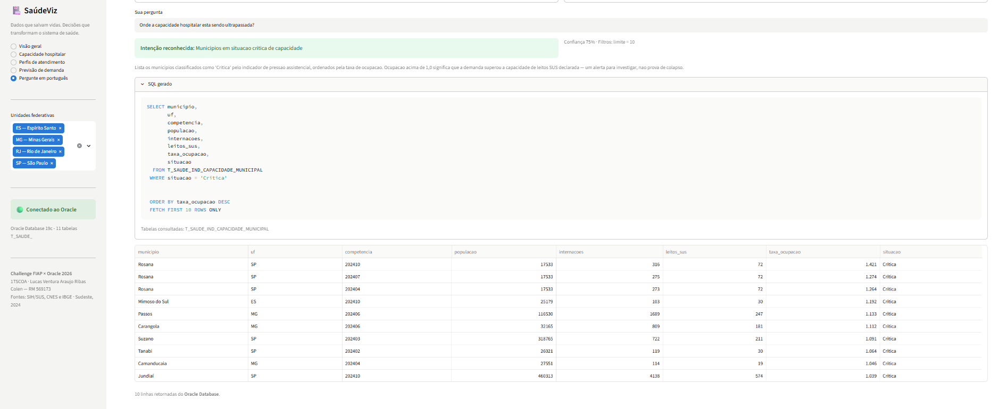 SaúdeViz
Dados que salvam vidas. Decisões que
transformam o sistema de saúde.
Visão geral
Capacidade hospitalar
Perfis de atendimento
Previsão de demanda
Pergunte em português
Unidades federativas
ES — Espírito Santo ×
MG — Minas Gerais ×
RJ — Rio de Janeiro ×
SP — São Paulo ×
Conectado ao Oracle
Oracle Database 19c - 11 tabelas
T_SAUDE_
Challenge FIAP × Oracle 2026
1TSCOA · Lucas Ventura Araujo Ribas
Colen — RM 569173
Fontes: SIH/SUS, CNES e IBGE · Sudeste,
2024
Sua pergunta
Onde a capacidade hospitalar esta sendo ultrapassada?
Intenção reconhecida: Municipios em situacao critica de capacidade
Confiança 75% · Filtros: limite = 10
Lista os municipios classificados como 'Critica' pelo indicador de pressao assistencial, ordenados pela taxa de ocupacao. Ocupacao acima de 1,0 significa que a demanda superou a capacidade de leitos SUS declarada — um alerta para investigar, nao prova de colapso.
SQL gerado
SELECT municipio,
uf,
competencia,
populacao,
internacoes,
leitos_sus,
taxa_ocupacao,
situacao
FROM T_SAUDE_IND_CAPACIDADE_MUNICIPAL
WHERE situacao = 'Critica'
ORDER BY taxa_ocupacao DESC
FETCH FIRST 10 ROWS ONLY
Tabelas consultadas: T_SAUDE_IND_CAPACIDADE_MUNICIPAL
municipio uf competencia populacao internacoes leitos_sus taxa_ocupacao situacao
Rosana SP 202410 17533 316 72 1.421 Critica
Rosana SP 202407 17533 275 72 1.274 Critica
Rosana SP 202404 17533 273 72 1.264 Critica
Mimoso do Sul ES 202410 25179 103 30 1.192 Critica
Passos MG 202406 116530 1689 247 1.133 Critica
Carangola MG 202406 32165 809 181 1.112 Critica
Suzano SP 202403 318765 722 211 1.091 Critica
Tanabi SP 202402 26021 119 30 1.064 Critica
Camanducaia MG 202404 27551 114 19 1.046 Critica
Jundiaí SP 202410 460313 4138 574 1.039 Critica
10 linhas retornadas do Oracle Database.